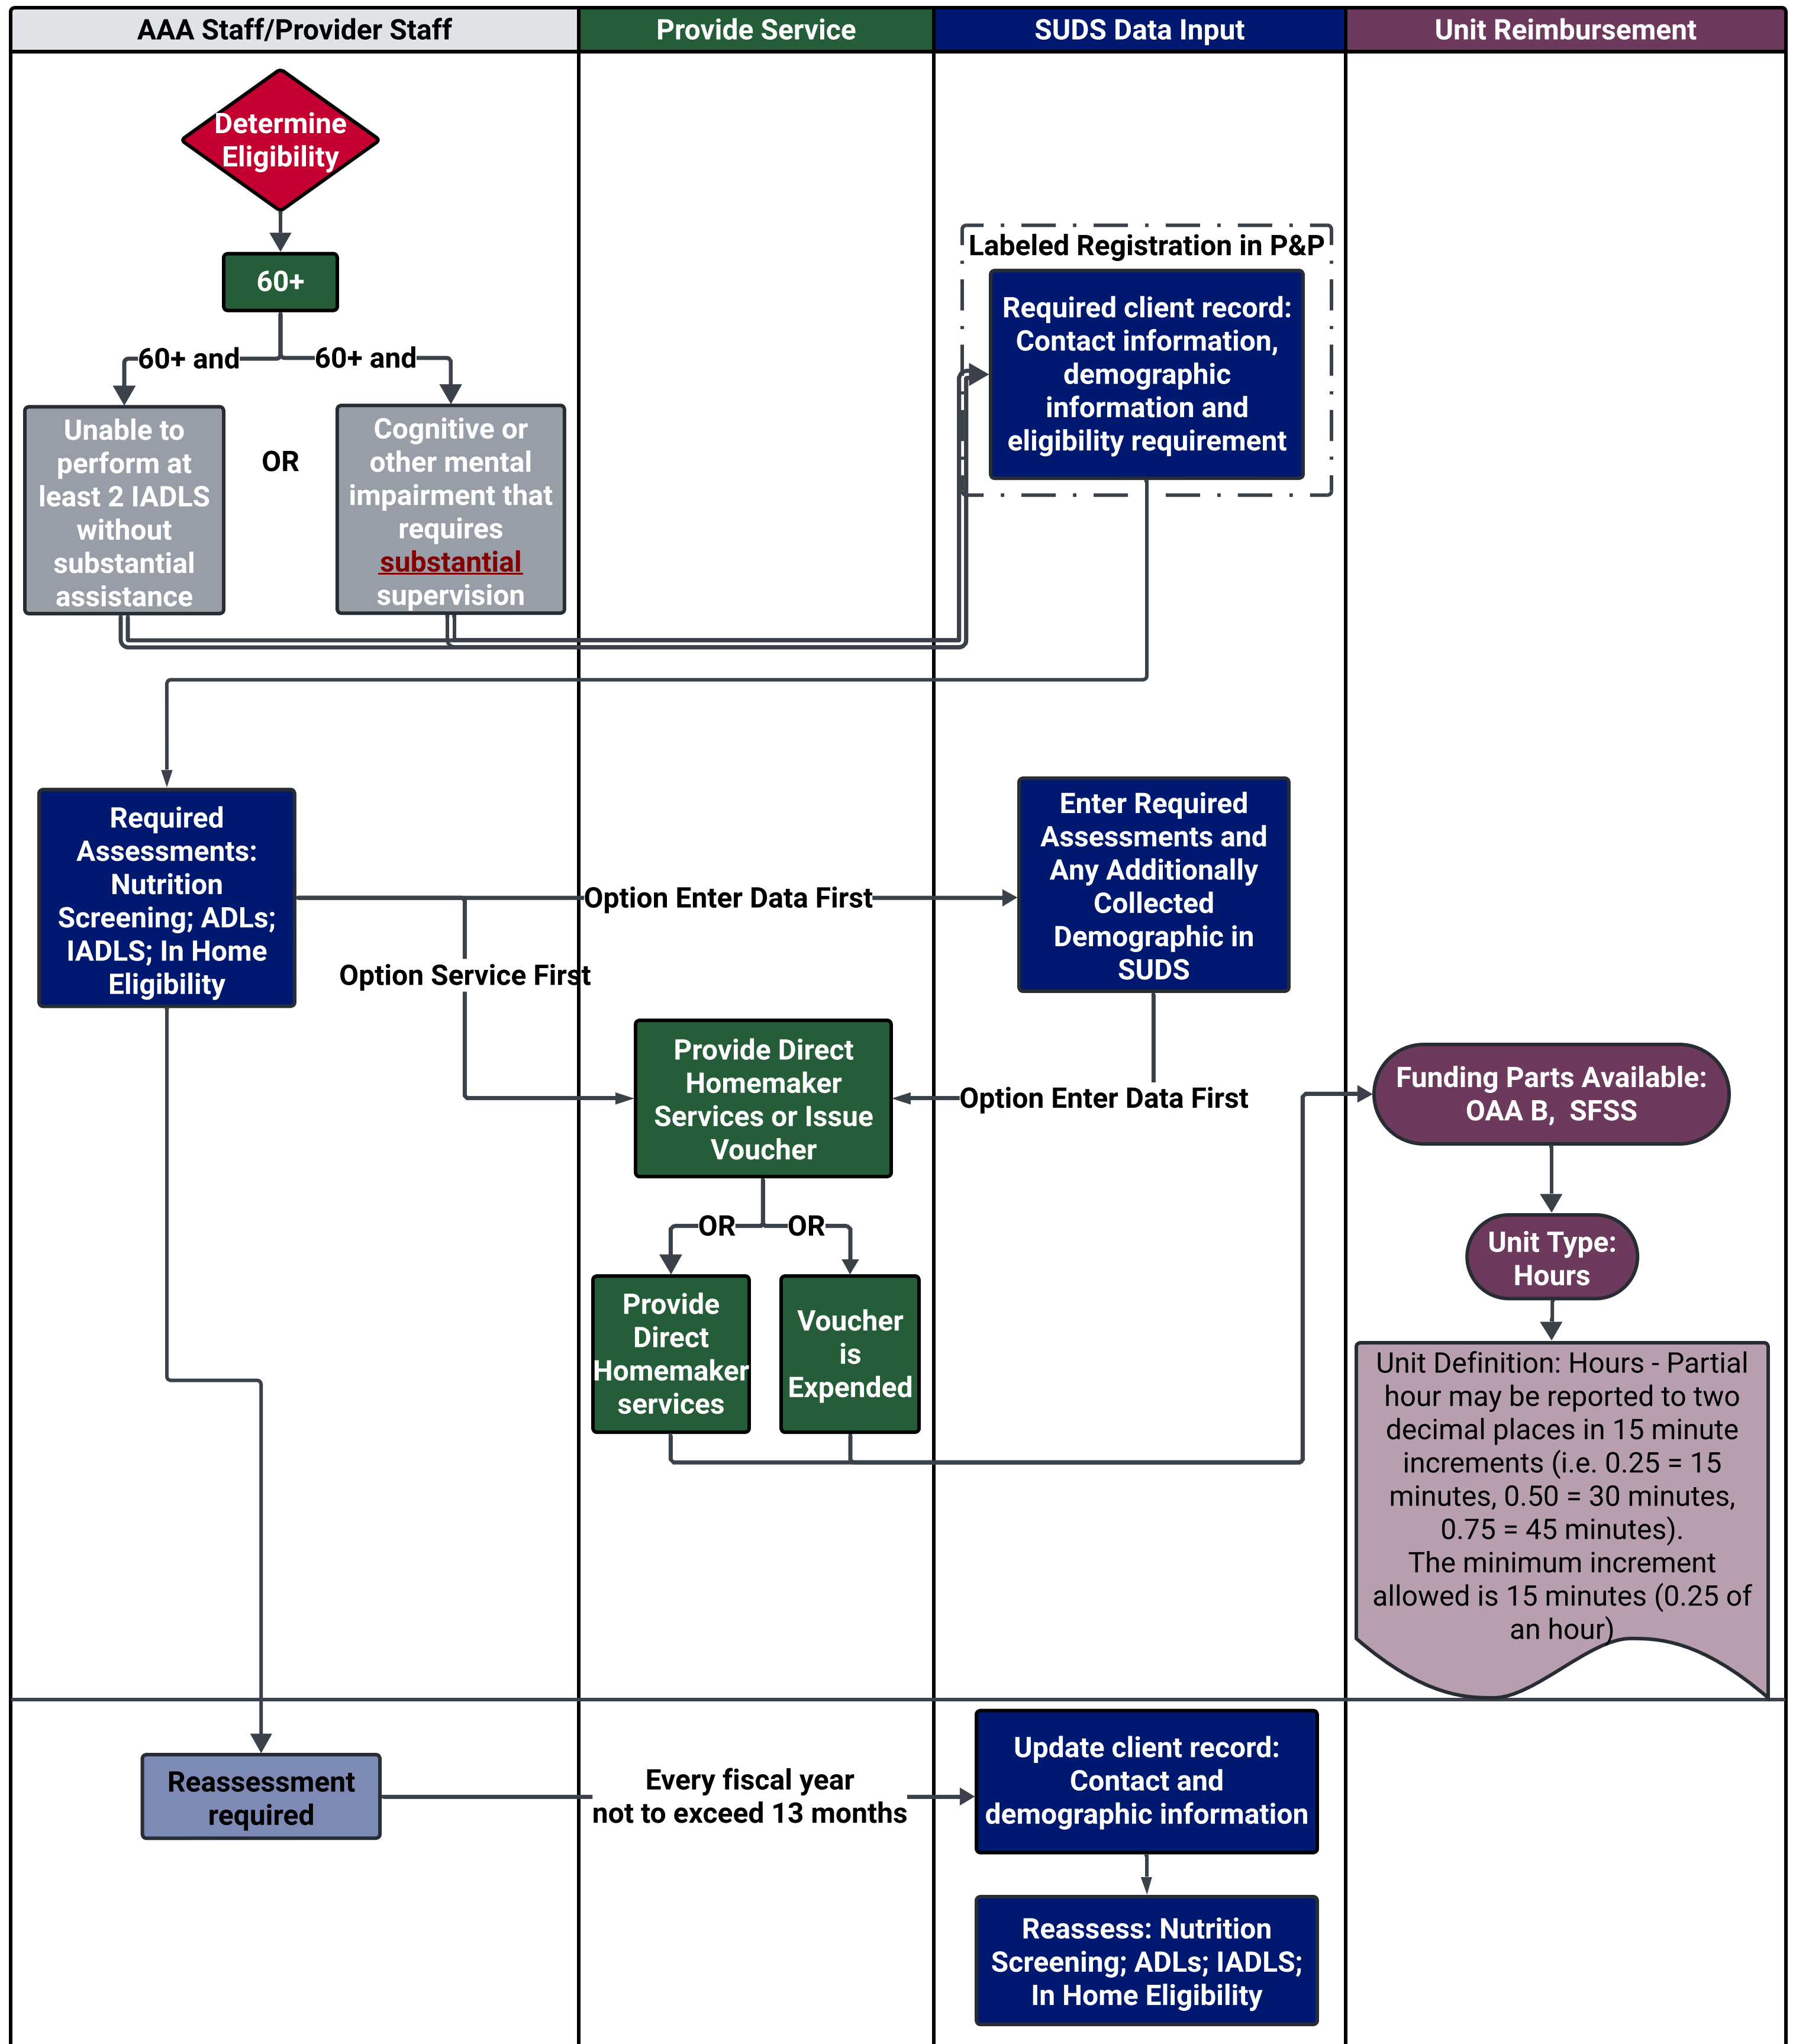 AAA Staff/Provider Staff
Provide Service
SUDS Data Input
Unit Reimbursement
Determine
Eligibility
60+
60+ and
60+ and
Unable to
perform at
least 2 IADLS
without
substantial
assistance
OR
Cognitive or
other mental
impairment that
requires
substantial
supervision
Labeled Registration in P&P
Required client record:
Contact information,
demographic
information and
eligibility requirement
Required
Assessments:
Nutrition
Screening; ADLs;
IADLS; In Home
Eligibility
Option Enter Data First
Option Service First
Enter Required
Assessments and
Any Additionally
Collected
Demographic in
SUDS
Provide Direct
Homemaker
Services or Issue
Voucher
Option Enter Data First
OR
OR
Provide
Direct
Homemaker
services
Voucher
is
Expended
Funding Parts Available:
OAA B,  SFSS
Unit Type:
Hours
Unit Definition: Hours - Partial
hour may be reported to two
decimal places in 15 minute
increments (i.e. 0.25 = 15
minutes, 0.50 = 30 minutes,
0.75 = 45 minutes).
The minimum increment
allowed is 15 minutes (0.25 of
an hour)
Reassessment
required
Every fiscal year
not to exceed 13 months
Update client record:
Contact and
demographic information
Reassess: Nutrition
Screening; ADLs; IADLS;
In Home Eligibility